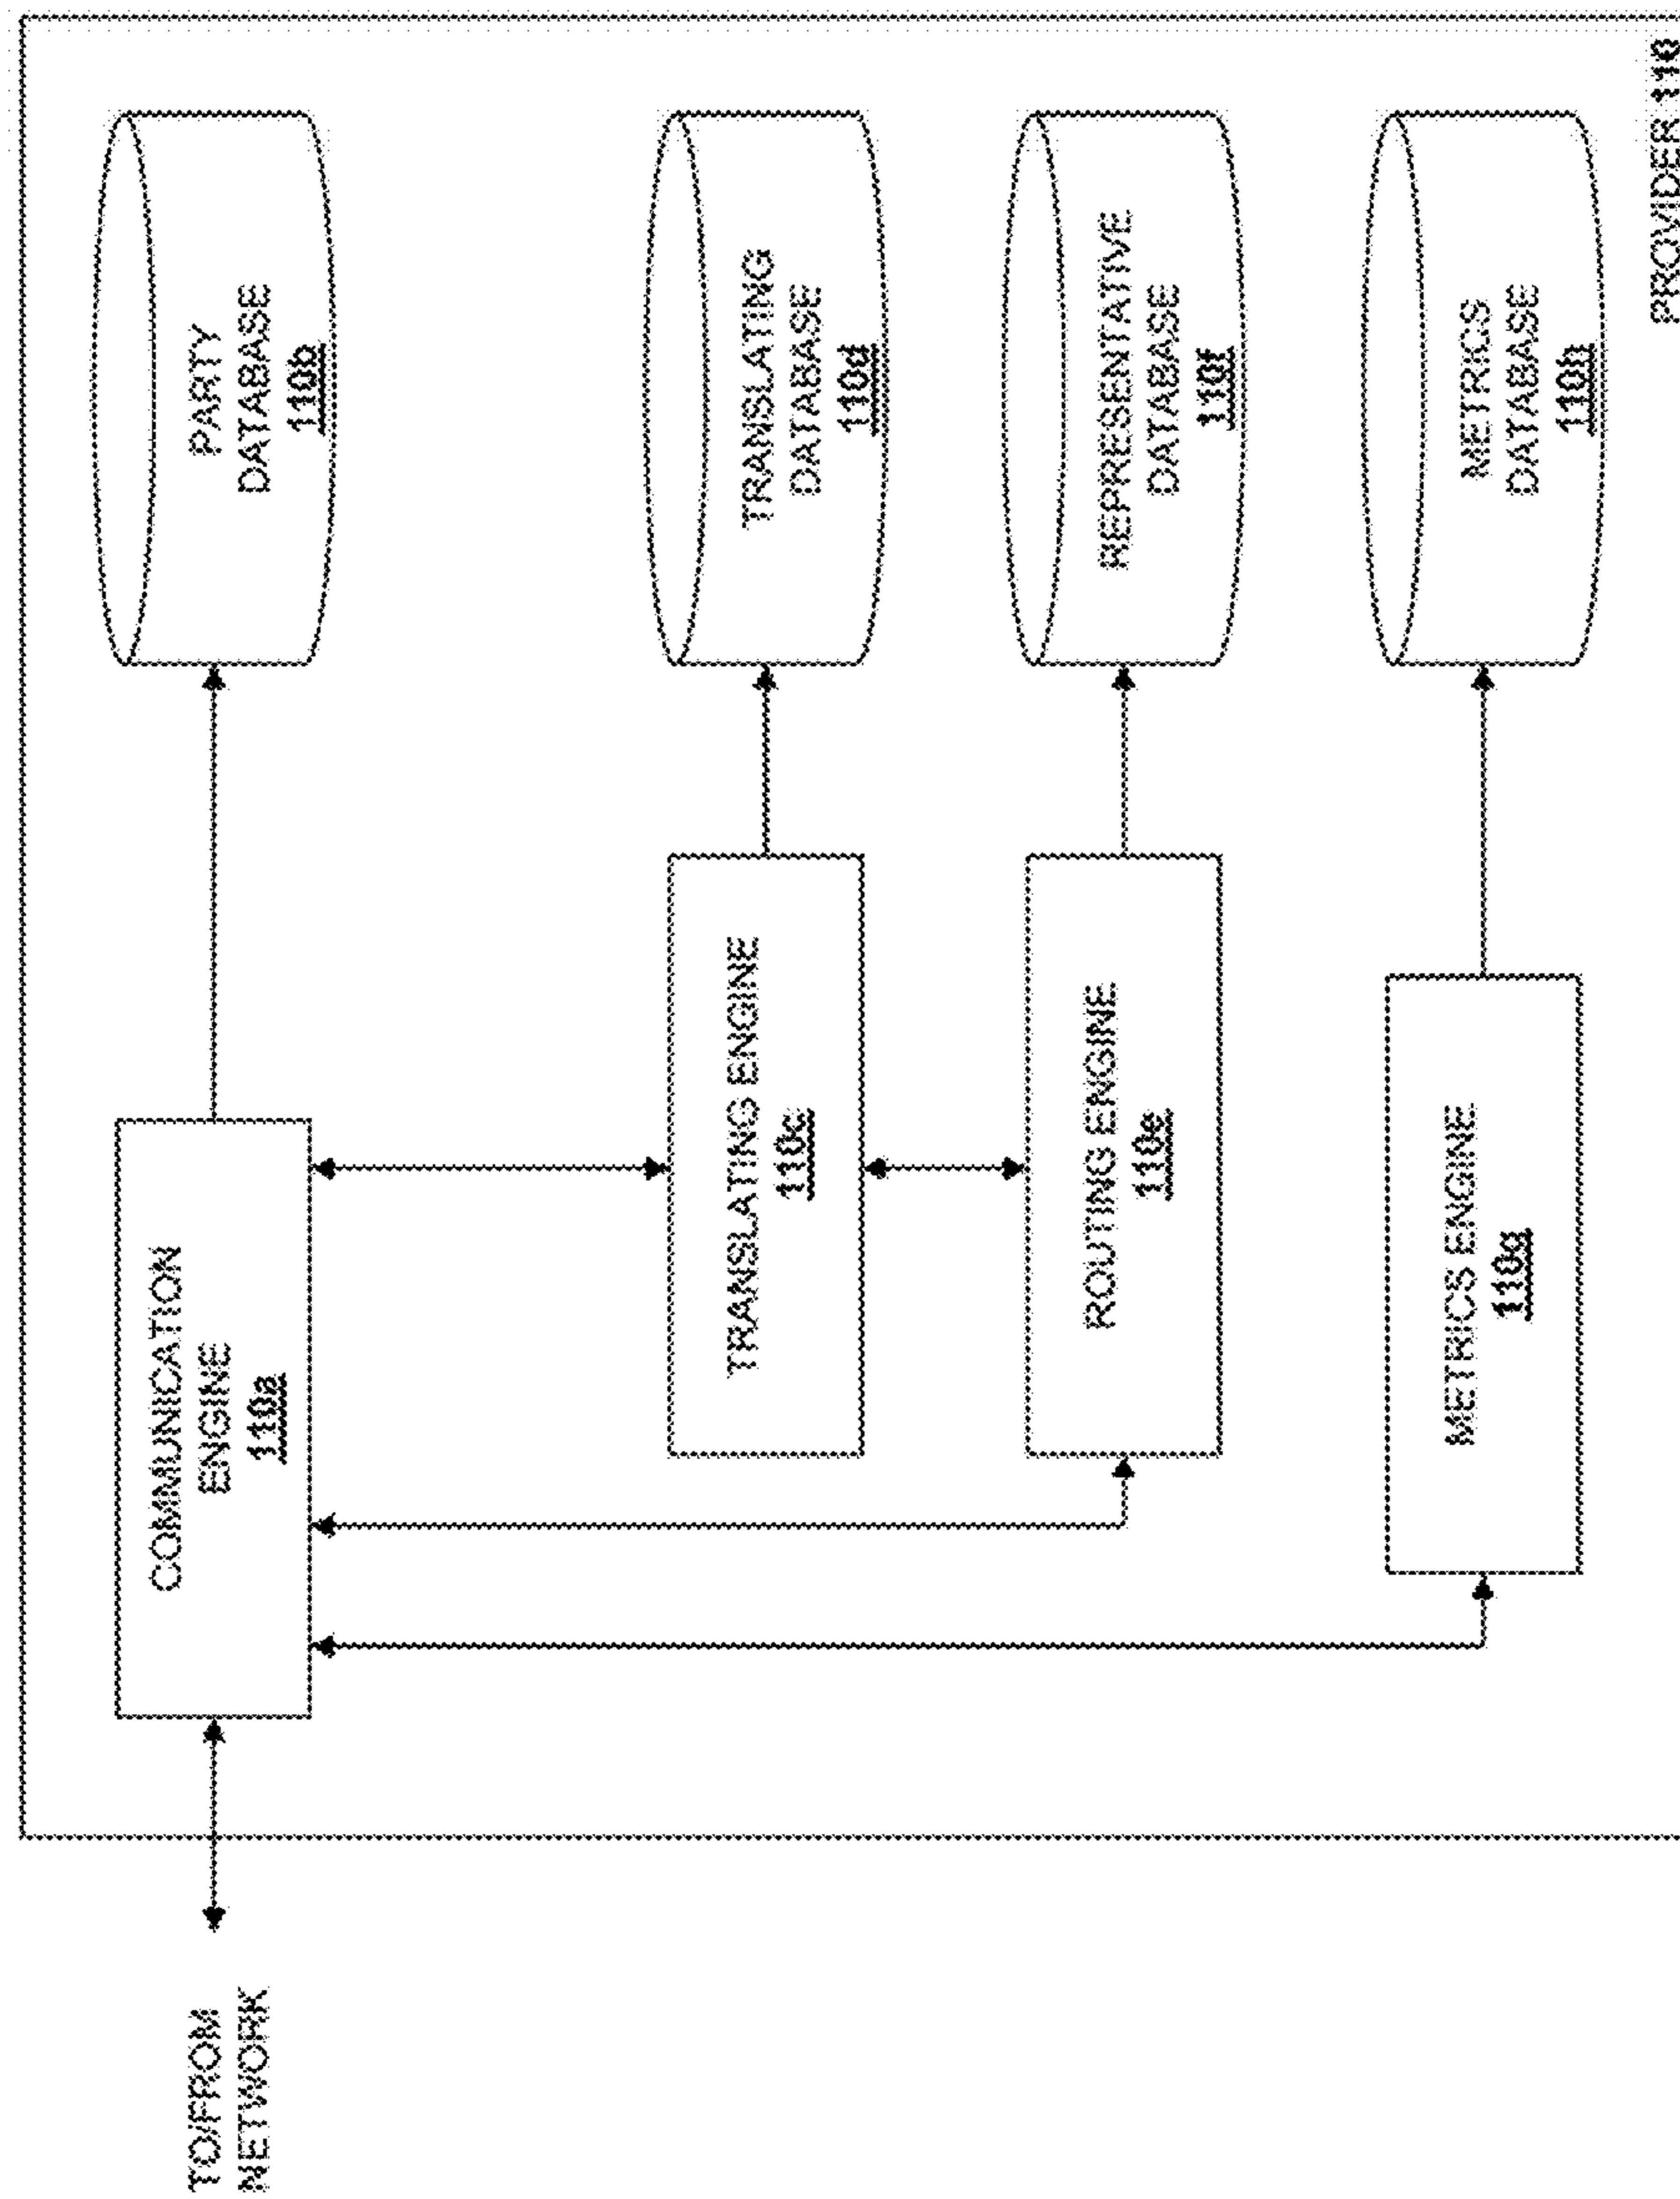 TO/FROM
NETWORK
COMMUNICATION
ENGINE
110a
PARTY
DATABASE
110b
TRANSLATING ENGINE
110c
TRANSLATING
DATABASE
110d
ROUTING ENGINE
110e
REPRESENTATIVE
DATABASE
110f
METRICS ENGINE
110g
METRICS
DATABASE
110h
PROVIDER 110